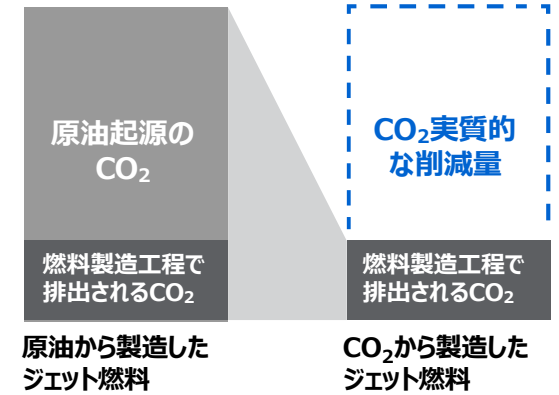 原油起源の
CO₂
CO₂実質的
な削減量
燃料製造工程で
排出されるCO₂
燃料製造工程で
排出されるCO₂
原油から製造した
ジェット燃料
CO₂から製造した
ジェット燃料